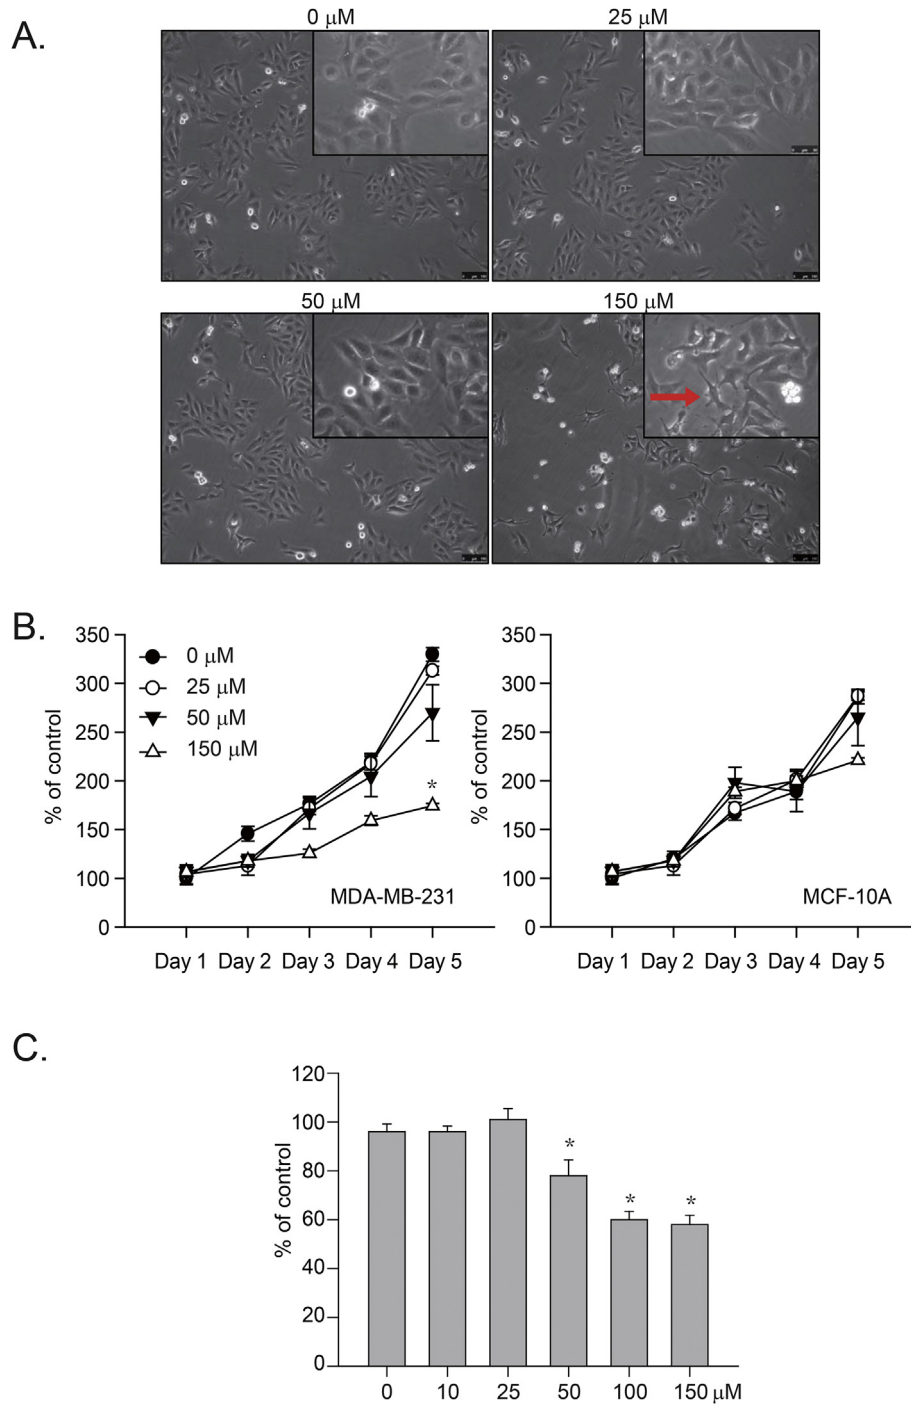 A.
0 μM
25 μM
50 μM
150 μM
B.
350
300
250
200
150
100
0
% of control
0 μM
25 μM
50 μM
150 μM
*
MDA-MB-231
Day 1 Day 2 Day 3 Day 4 Day 5
350
300
250
200
150
100
0
% of control
MCF-10A
Day 1 Day 2 Day 3 Day 4 Day 5
C.
120
100
80
60
40
20
0
% of control
* * *
0 10 25 50 100 150 μM